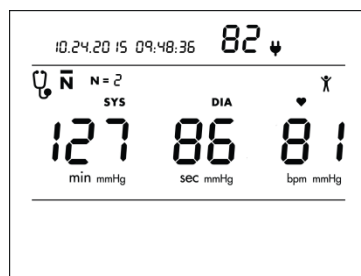 10.24.2015 09:48:36 82
N N = 2
SYS DIA
127 86 81
min mmHg sec mmHg bpm mmHg